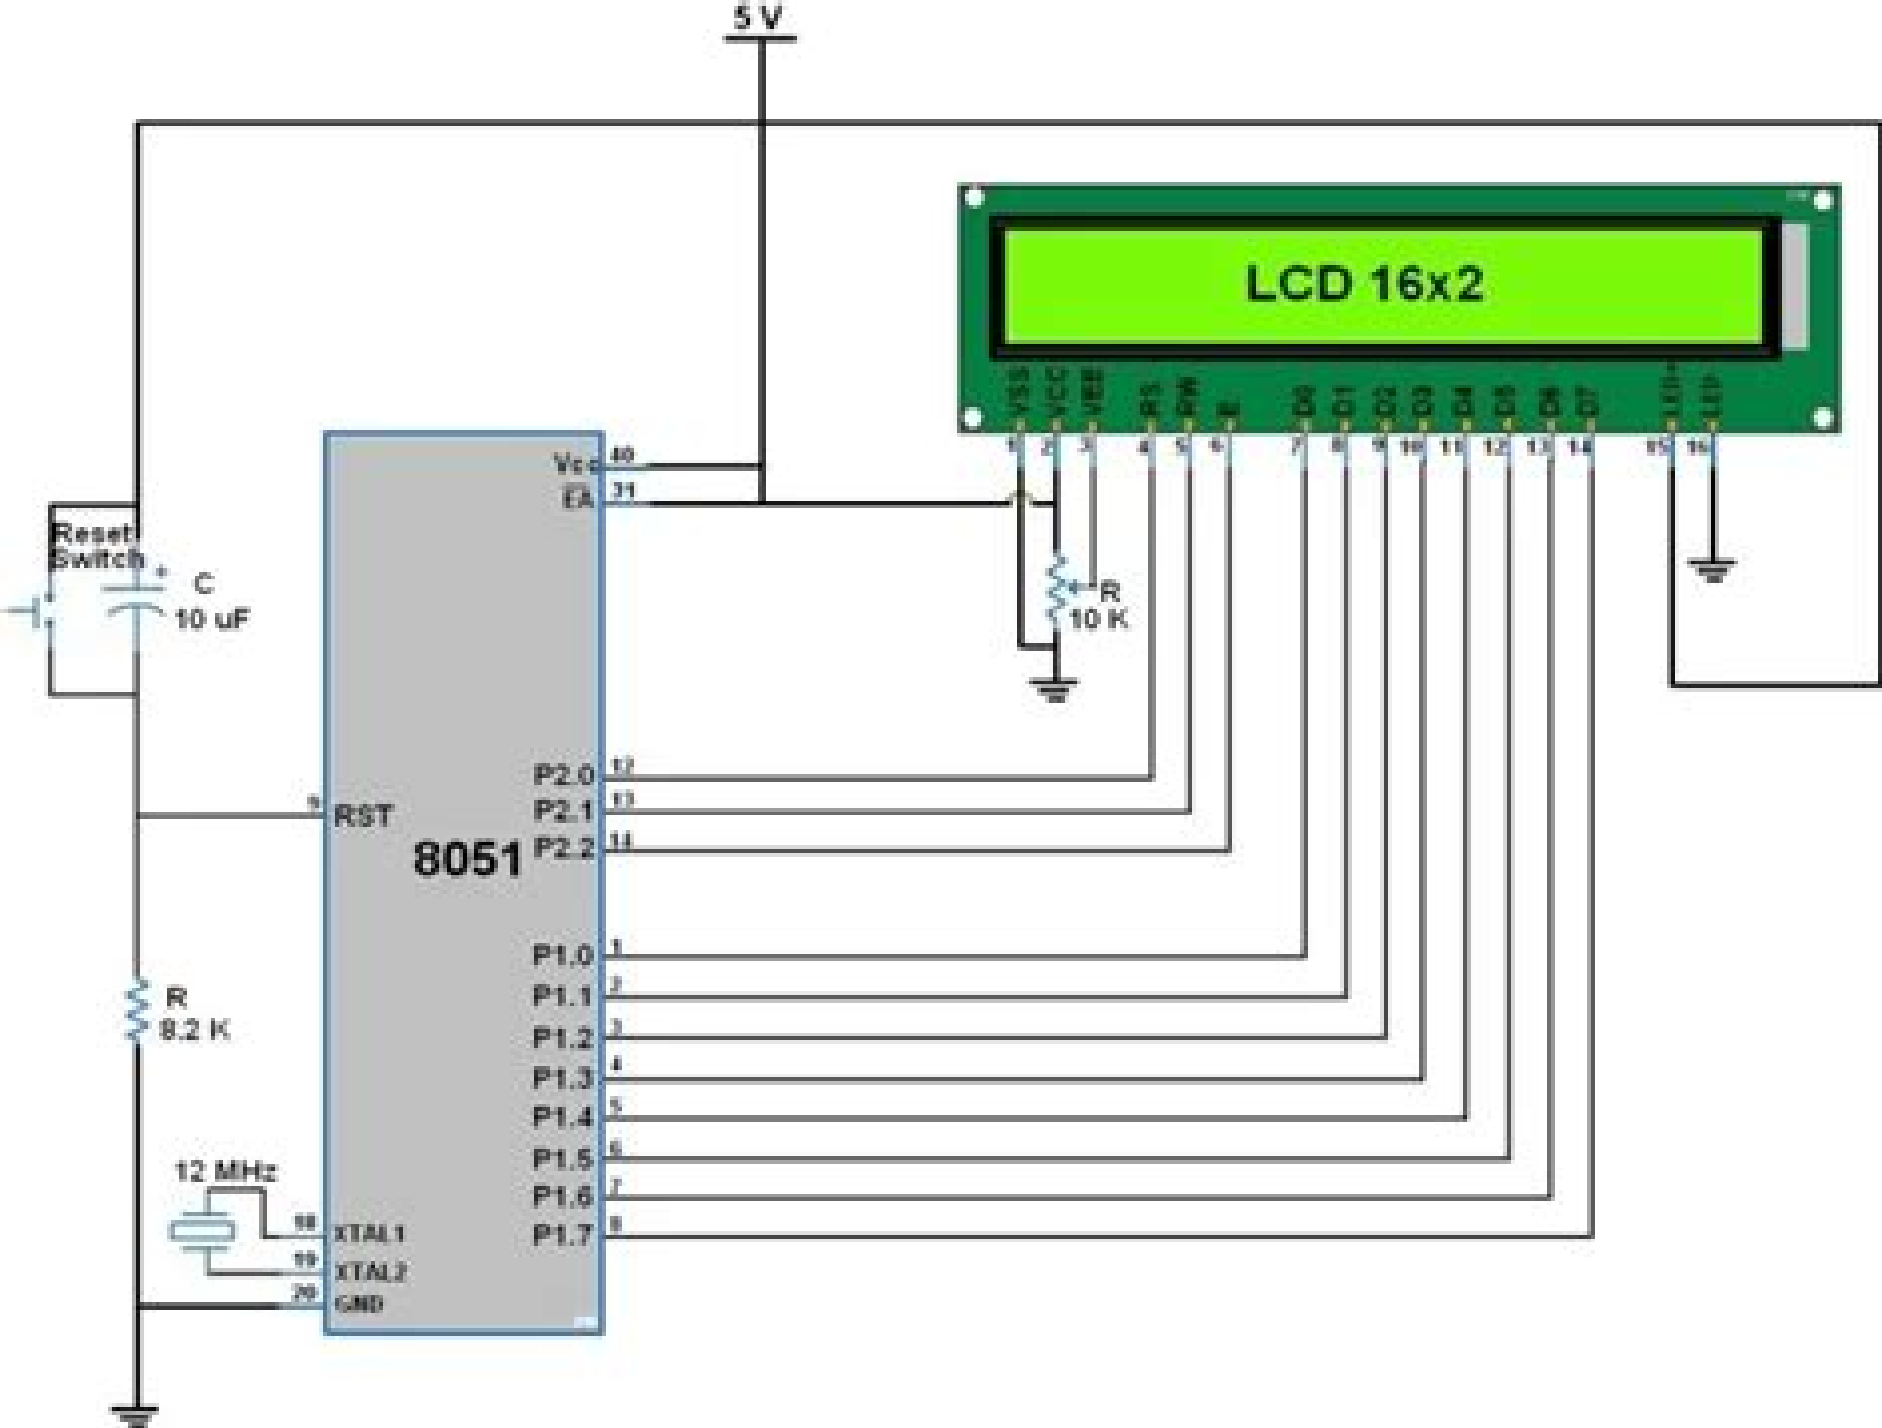 5 V
LCD 16x2
VSS
VCC
VEE
RS
RW
E
D0
D1
D2
D3
D4
D5
D6
D7
LED+
LED-
1
2
3
4
5
6
7
8
9
10
11
12
13
14
15
16
Vcc
40
EA
31
Reset
Switch
+
C
10 uF
R
10 K
P2.0
12
P2.1
13
P2.2
14
9
RST
8051
P1.0
1
P1.1
2
P1.2
3
P1.3
4
P1.4
5
P1.5
6
P1.6
7
P1.7
8
R
8.2 K
12 MHz
18
XTAL1
19
XTAL2
20
GND